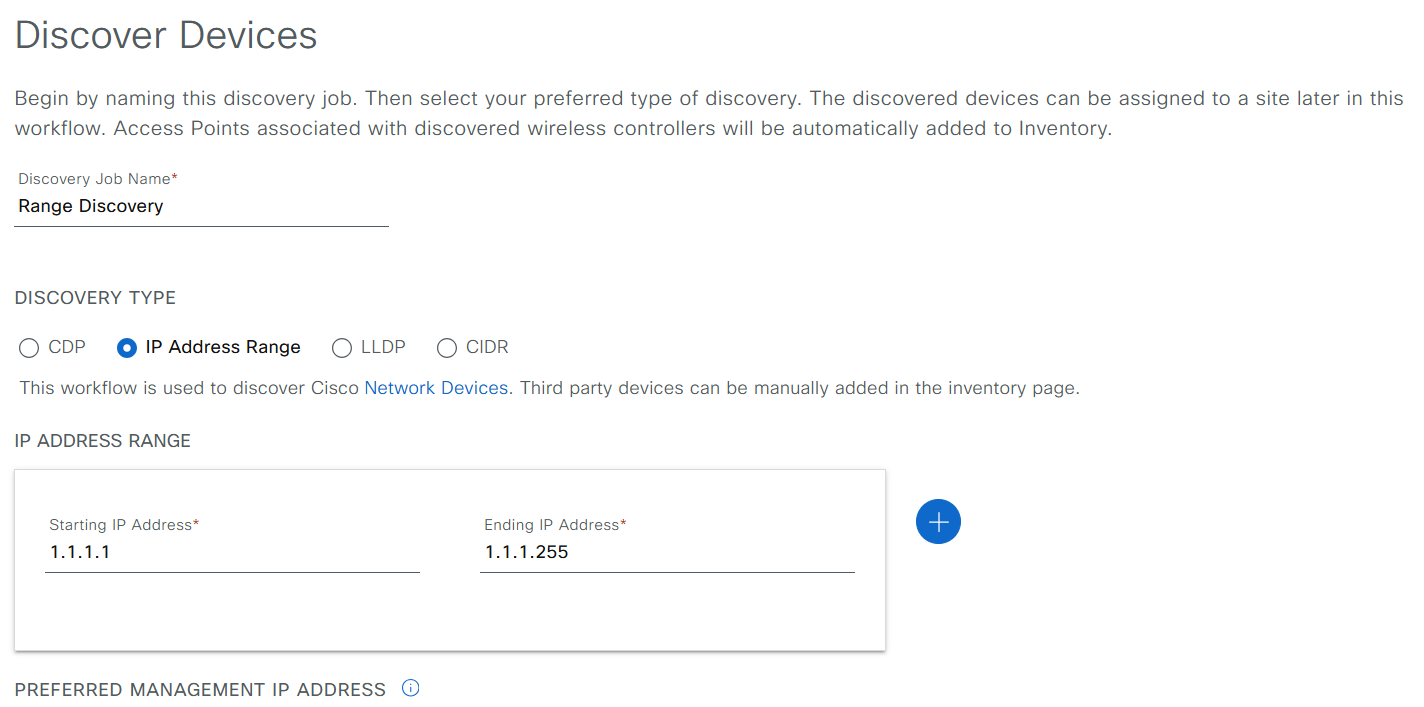 Discover Devices
Begin by naming this discovery job. Then select your preferred type of discovery. The discovered devices can be assigned to a site later in this
workflow. Access Points associated with discovered wireless controllers will be automatically added to Inventory.
Discovery Job Name*
Range Discovery
DISCOVERY TYPE
CDP IP Address Range LLDP CIDR
This workflow is used to discover Cisco Network Devices. Third party devices can be manually added in the inventory page.
IP ADDRESS RANGE
Starting IP Address* Ending IP Address*
1.1.1.1 1.1.1.255
PREFERRED MANAGEMENT IP ADDRESS